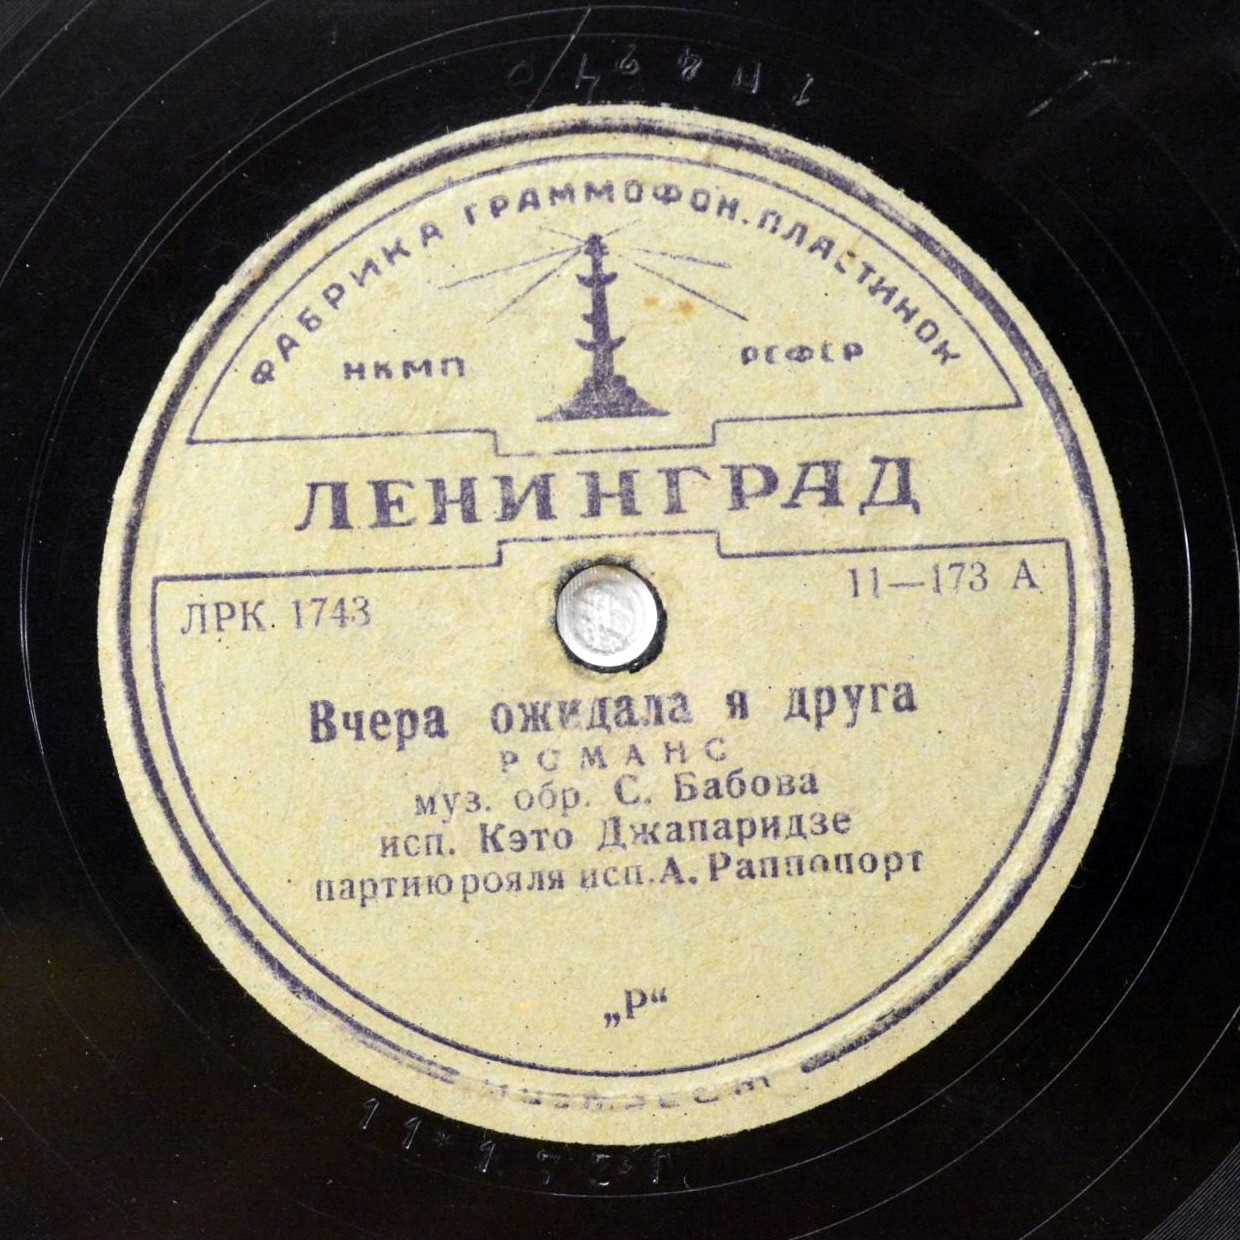 ФАБРИКА ГРАММОФОН. ПЛАСТИНОК
НКМП РСФСР
ЛЕНИНГРАД
ЛРК. 1743 11—173 А
Вчера ожидала я друга
РОМАНС
муз. обр. С. Бабова
исп. Кэто Джапаридзе
партию рояля исп. А. Раппопорт
„Р“